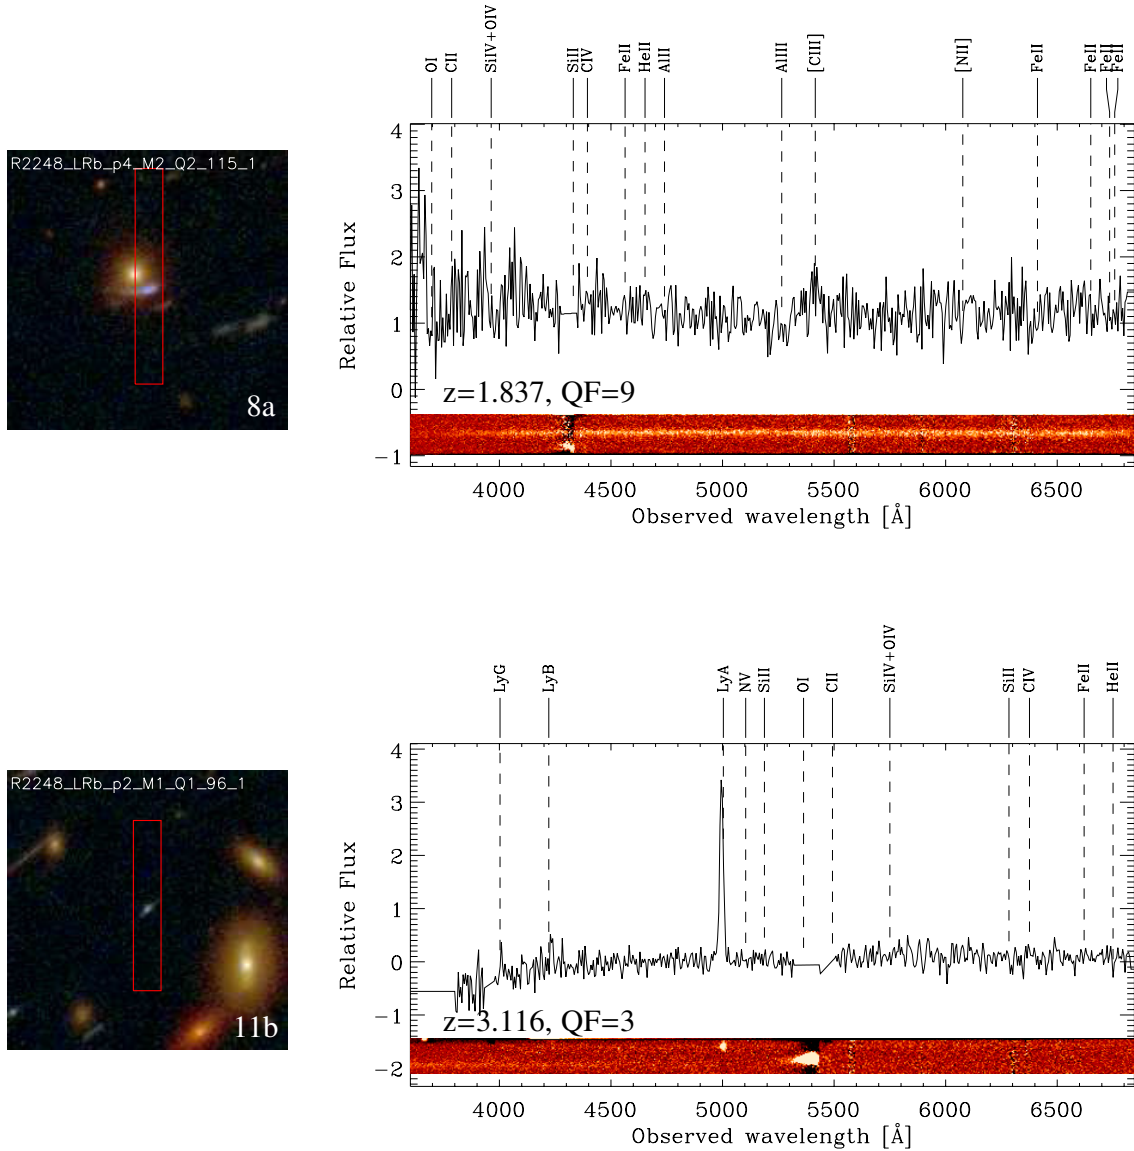 OI CII SiIV+OIV SiII CIV FeII HeII AlII AlIII [CIII] [NII] FeII FeII FeII FeII
R2248_LRb_p4_M2_Q2_115_1
8a
Relative Flux
4
3
2
1
0
−1
z=1.837, QF=9
4000 4500 5000 5500 6000 6500
Observed wavelength [Å]
LyG LyB LyA NV SiII OI CII SiIV+OIV SiII CIV FeII HeII
R2248_LRb_p2_M1_Q1_96_1
11b
Relative Flux
4
3
2
1
0
−1
−2
z=3.116, QF=3
4000 4500 5000 5500 6000 6500
Observed wavelength [Å]